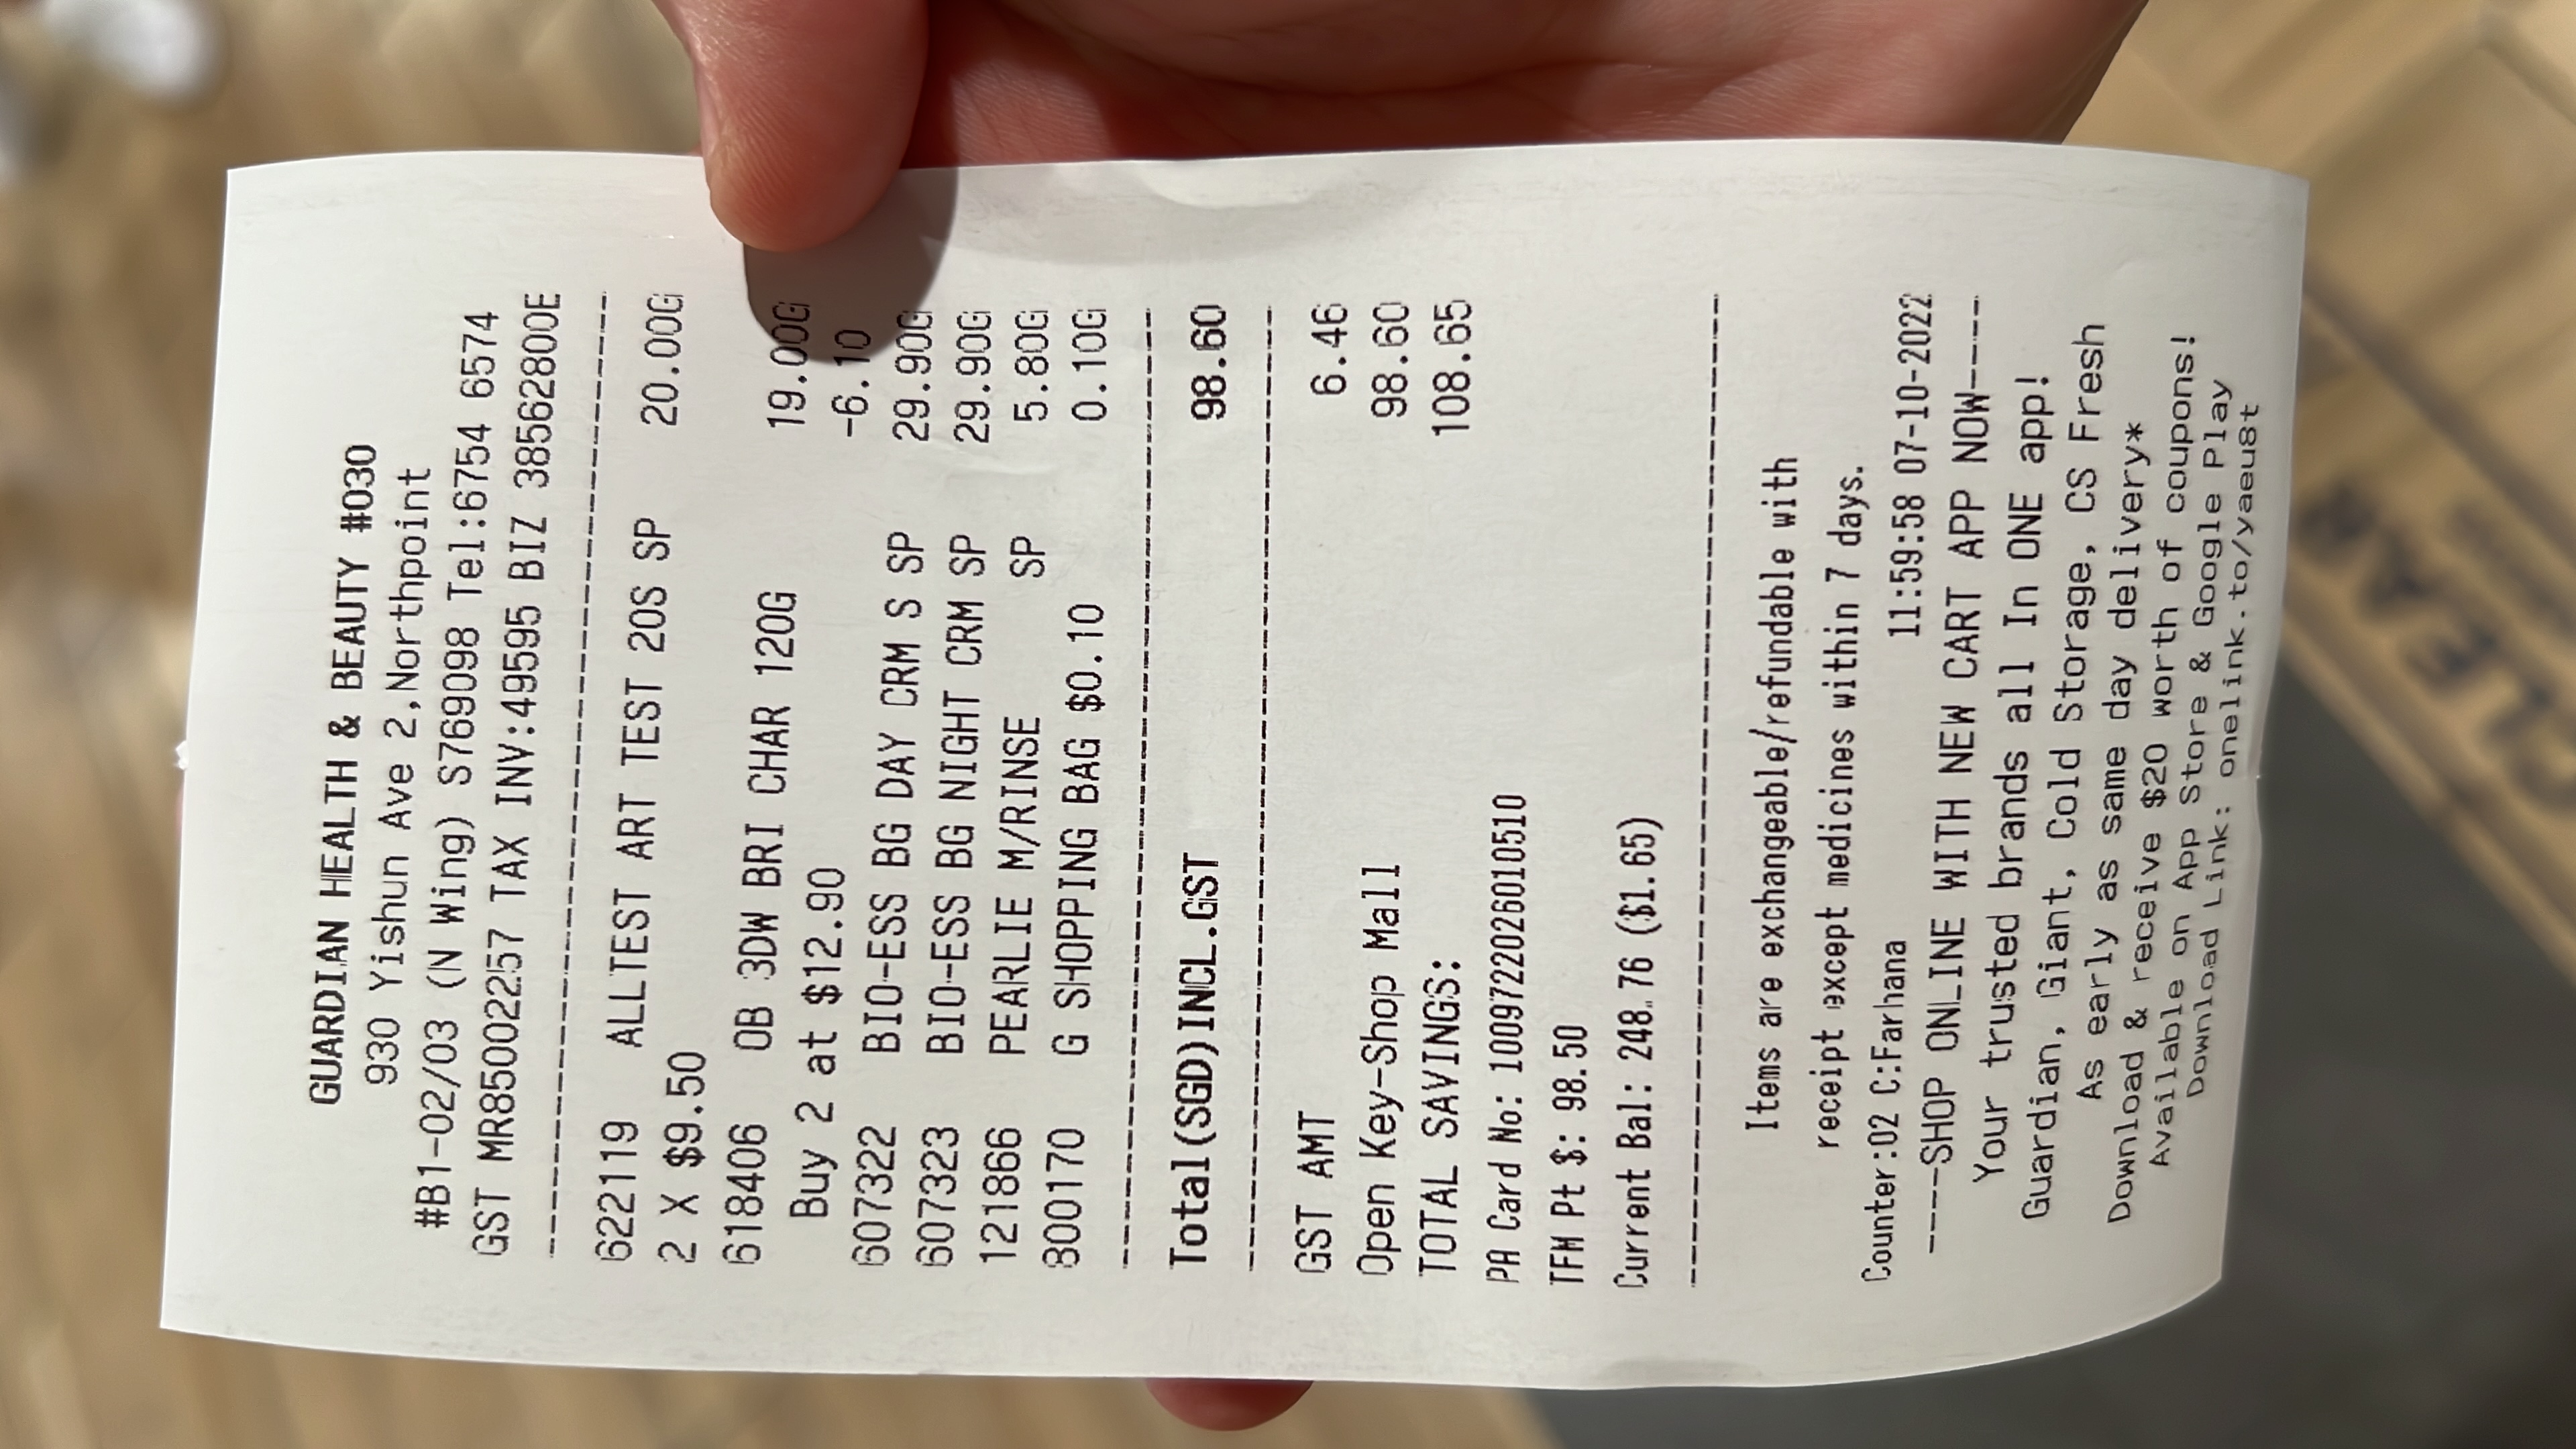 GUARDIAN HEALTH & BEAUTY #030
930 Yishun Ave 2,Northpoint
#B1-02/03 (N Wing) S769098 Tel:6754 6574
GST MR85002257 TAX INV:49595 BIZ 38562800E
622119 ALLTEST ART TEST 20S SP 20.00G
2 X $9.50
6184406 OB 3DW BRI CHAR 120G 19.00G
Buy 2 at $12.90 -6.10
607322 BIO-ESS BG DAY CRM S SP 29.90G
607323 BIO-ESS BG NIGHT CRM SP 29.90G
121866 PEARLIE M/RINSE SP 5.80G
800170 G SHOPPING BAG $0.10 0.10G
Total(SGD)INCL.GST 98.60
GST AMT 6.46
Open Key-Shop Mall 98.60
TOTAL SAVINGS: 108.65
PA Card No: 10097222026010510
TFM Pt $: 98.50
Current Bal: 248.76 ($1.65)
Items are exchangeable/refundable with
receipt except medicines within 7 days.
Counter:02 C:Farhana 11:59:58 07-10-2022
----SHOP ONLINE WITH NEW CART APP NOW----
Your trusted brands all In ONE app!
Guardian, Giant, Cold Storage, CS Fresh
As early as same day delivery*
Download & receive $20 worth of coupons!
Available on App Store & Google Play
Download Link: onelink.to/yaeu8t